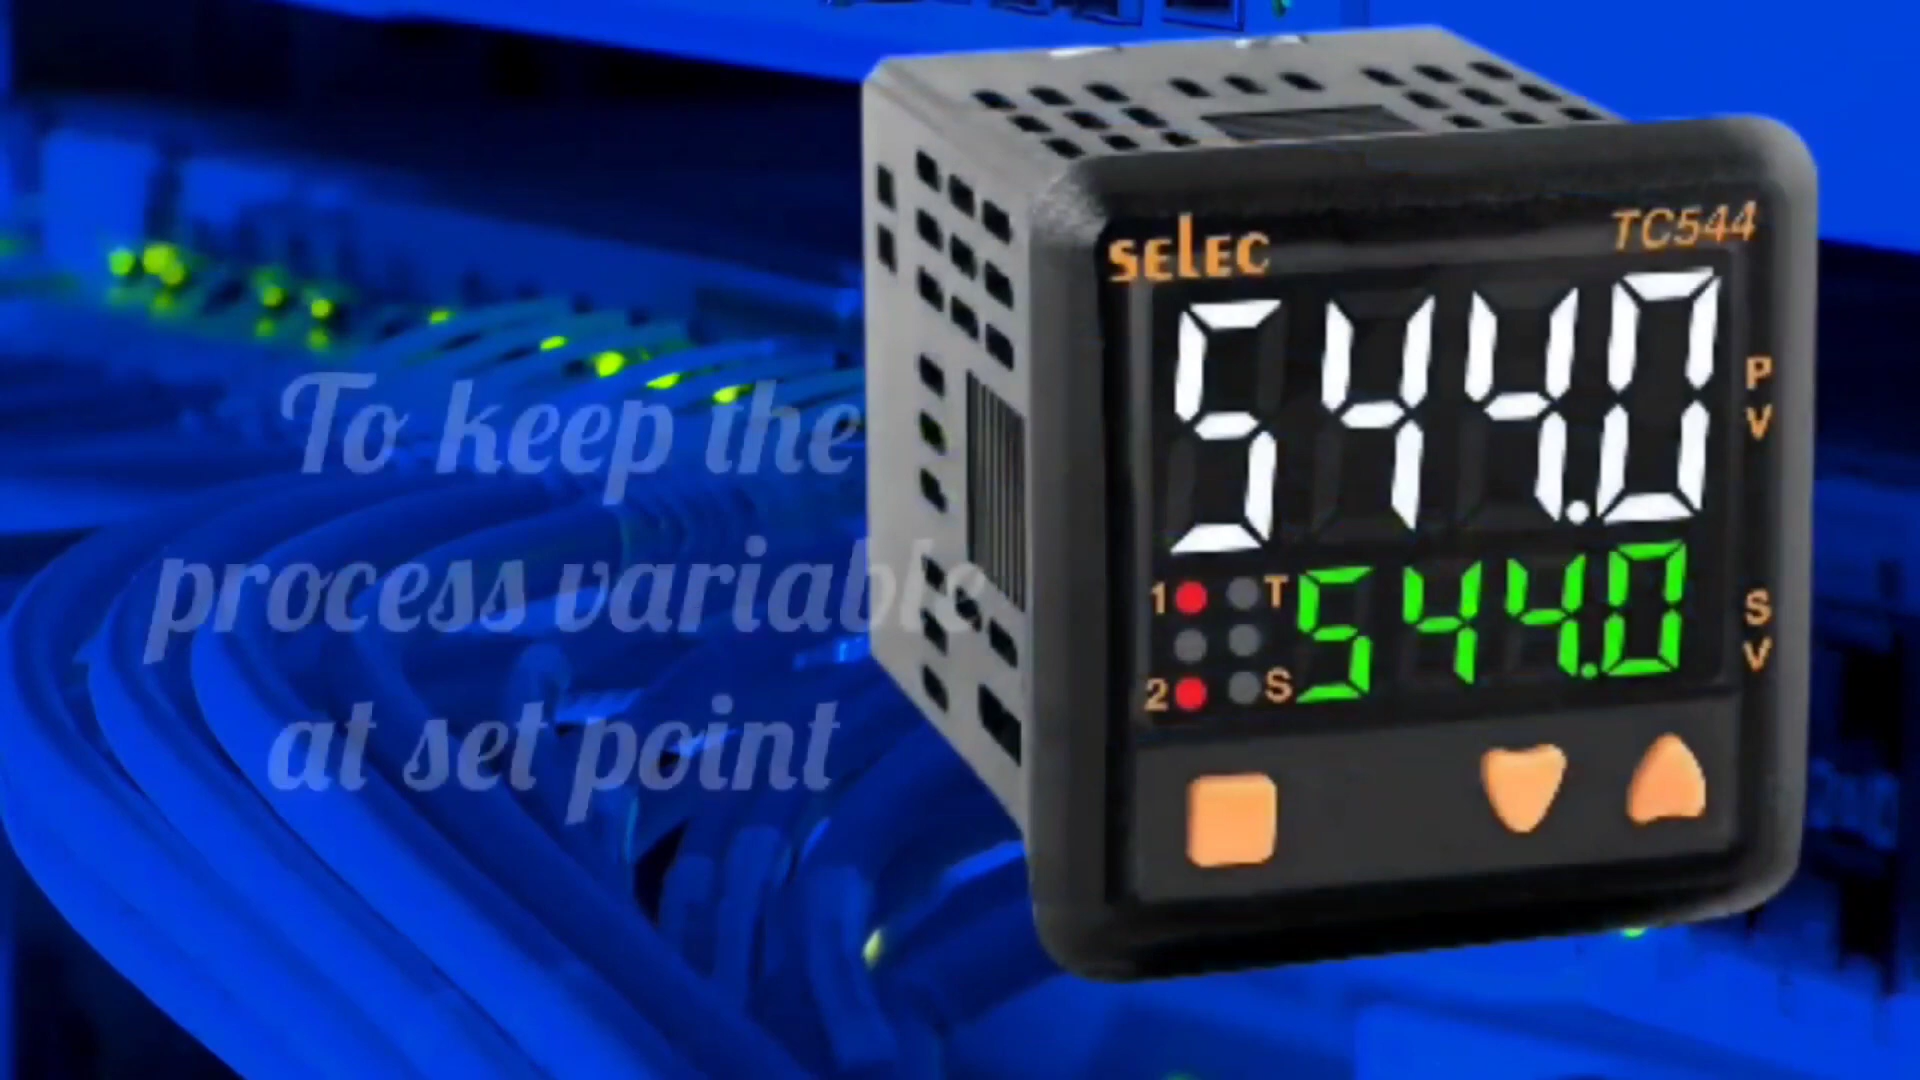 To keep the
process variable
at set point
SELEC
TC544
544.0
P
V
1
T
544.0
S
V
2
S